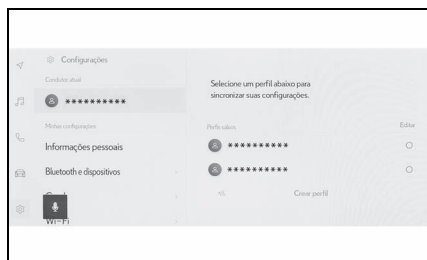 Configurações
Condutor atual
**********
Minhas configurações
Informações pessoais
Bluetooth e dispositivos
Wi-Fi
Selecione um perfil abaixo para
sincronizar suas configurações.
Perfis salvos
Editar
**********
**********
Crear perfil